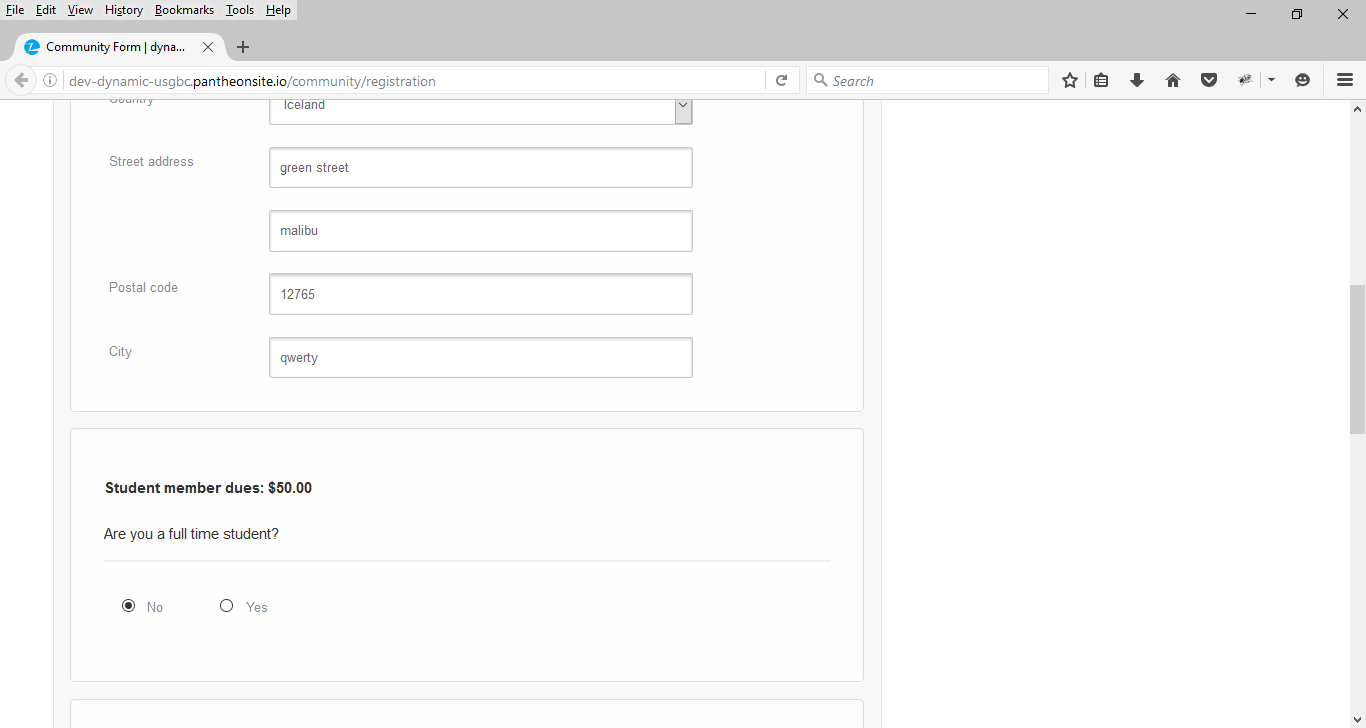 File Edit View History Bookmarks Tools Help
Community Form | dyna...
dev-dynamic-usgbc.pantheonsite.io/community/registration
Search
Country Iceland
Street address green street
malibu
Postal code 12765
City qwerty
Student member dues: $50.00
Are you a full time student?
No Yes